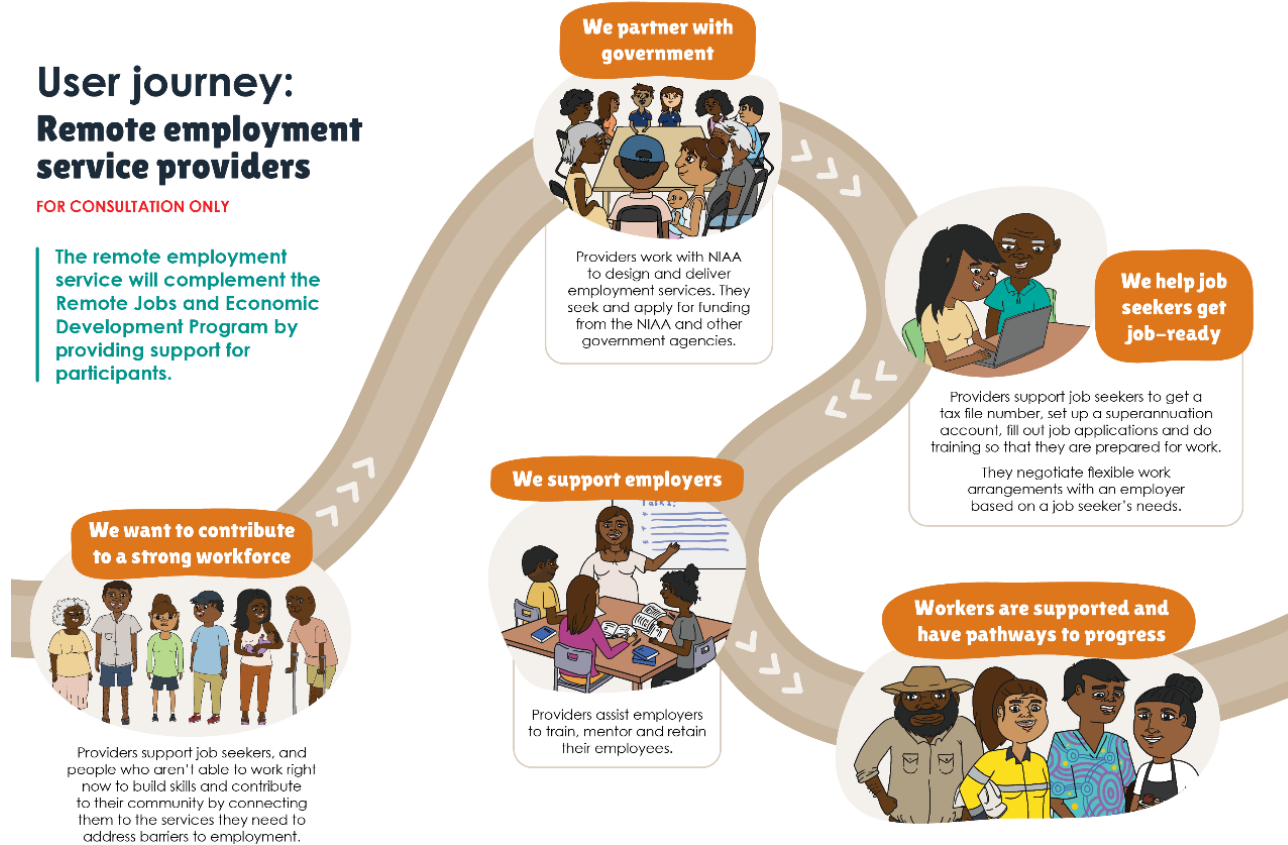 User journey:
Remote employment
service providers
FOR CONSULTATION ONLY
The remote employment
service will complement the
Remote Jobs and Economic
Development Program by
providing support for
participants.
We want to contribute
to a strong workforce
Providers support job seekers, and
people who aren't able to work right
now to build skills and contribute
to their community by connecting
them to the services they need to
address barriers to employment.
We partner with
government
Providers work with NIAA
to design and deliver
employment services. They
seek and apply for funding
from the NIAA and other
government agencies.
We help job
seekers get
job-ready
Providers support job seekers to get a
tax file number, set up a superannuation
account, fill out job applications and do
training so that they are prepared for work.
They negotiate flexible work
arrangements with an employer
based on a job seeker's needs.
We support employers
Providers assist employers
to train, mentor and retain
their employees.
Workers are supported and
have pathways to progress